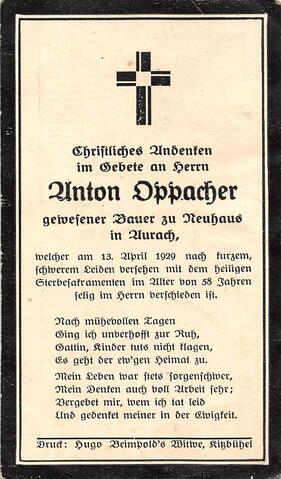 Christliches Andenken
im Gebete an Herrn
Anton Oppacher
gewesener Bauer zu Neuhaus
in Aurach,
welcher am 13. April 1929 nach kurzem,
schwerem Leiden versehen mit dem heiligen
Sterbesakramenten im Alter von 58 Jahren
selig im Herrn verschieden ist.
Nach mühevollen Tagen
Ging ich unverhofft zur Ruh,
Gattin, Kinder tuts nicht klagen,
Es geht der ew'gen Heimat zu.
Mein Leben war stets sorgenschwer,
Mein Denken auch voll Arbeit sehr;
Vergebet mir, wem ich tat leid
Und gedenket meiner in der Ewigkeit.
Druck: Hugo Beimpold's Witwe, Kitzbühel